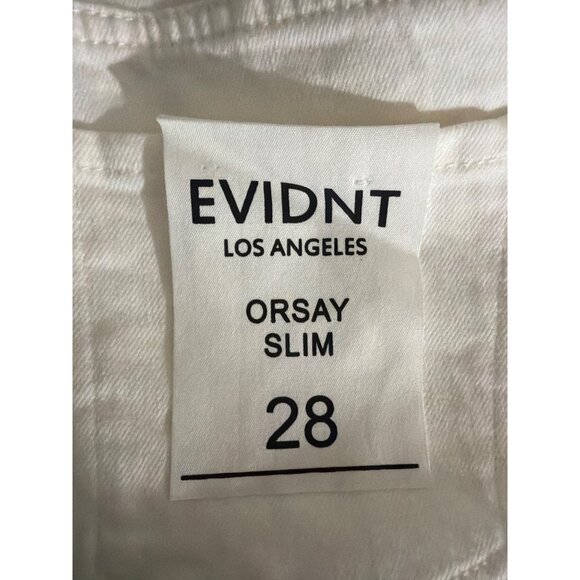 EVIDNT
LOS ANGELES
ORSAY
SLIM
28